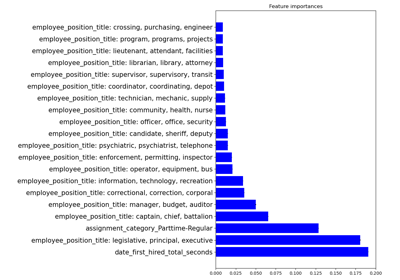 Feature importances
employee_position_title: crossing, purchasing, engineer
employee_position_title: program, programs, projects
employee_position_title: lieutenant, attendant, facilities
employee_position_title: librarian, library, attorney
employee_position_title: supervisor, supervisory, transit
employee_position_title: coordinator, coordinating, depot
employee_position_title: technician, mechanic, supply
employee_position_title: community, health, nurse
employee_position_title: officer, office, security
employee_position_title: candidate, sheriff, deputy
employee_position_title: psychiatric, psychiatrist, telephone
employee_position_title: enforcement, permitting, inspector
employee_position_title: operator, equipment, bus
employee_position_title: information, technology, recreation
employee_position_title: correctional, correction, corporal
employee_position_title: manager, budget, auditor
employee_position_title: captain, chief, battalion
assignment_category_Parttime-Regular
employee_position_title: legislative, principal, executive
date_first_hired_total_seconds
0.000 0.025 0.050 0.075 0.100 0.125 0.150 0.175 0.200